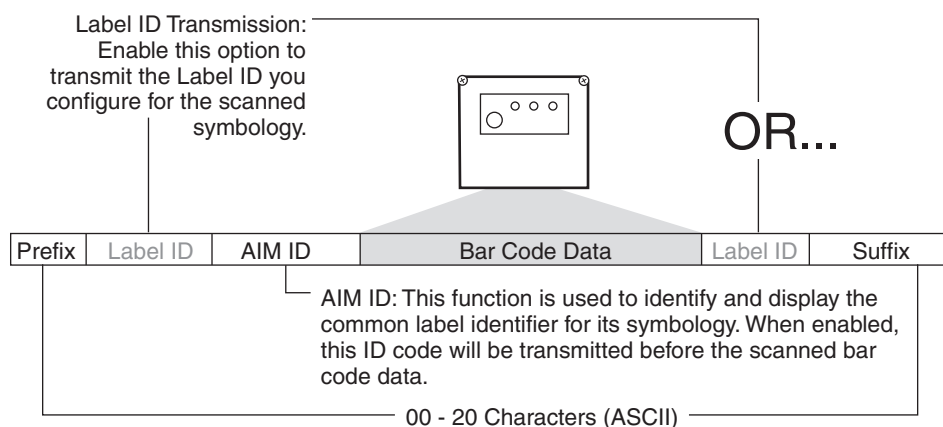 Label ID Transmission:
Enable this option to
transmit the Label ID you
configure for the scanned
symbology.
OR...
Prefix Label ID AIM ID Bar Code Data Label ID Suffix
AIM ID: This function is used to identify and display the
common label identifier for its symbology. When enabled,
this ID code will be transmitted before the scanned bar
code data.
00 - 20 Characters (ASCII)